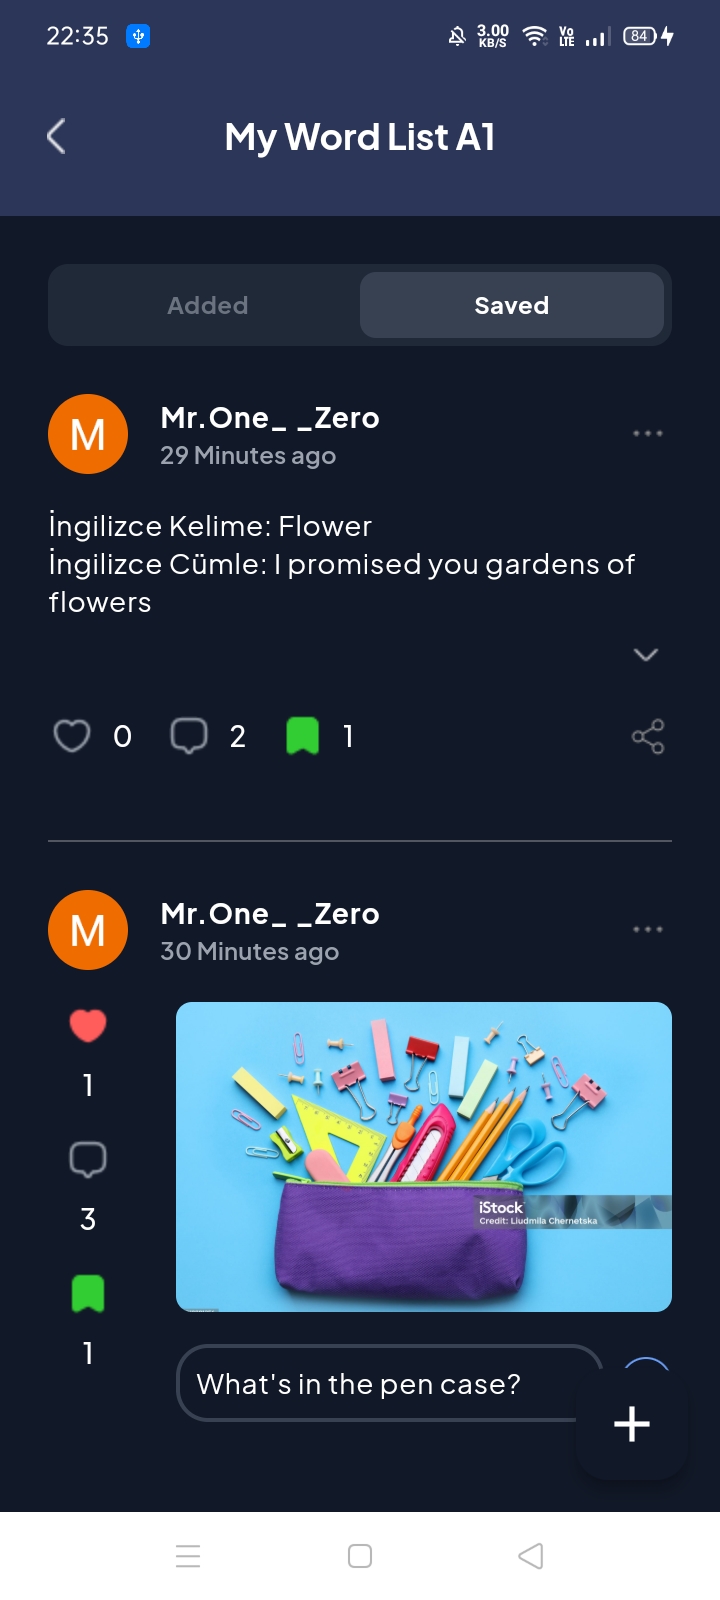 22:35
3.00
KB/S
Vo
LTE
84
My Word List A1
Added
Saved
M
Mr.One_ _Zero
29 Minutes ago
İngilizce Kelime: Flower
İngilizce Cümle: I promised you gardens of
flowers
0
2
1
M
Mr.One_ _Zero
30 Minutes ago
1
3
1
iStock
Credit: Liudmila Chernetska
What's in the pen case?